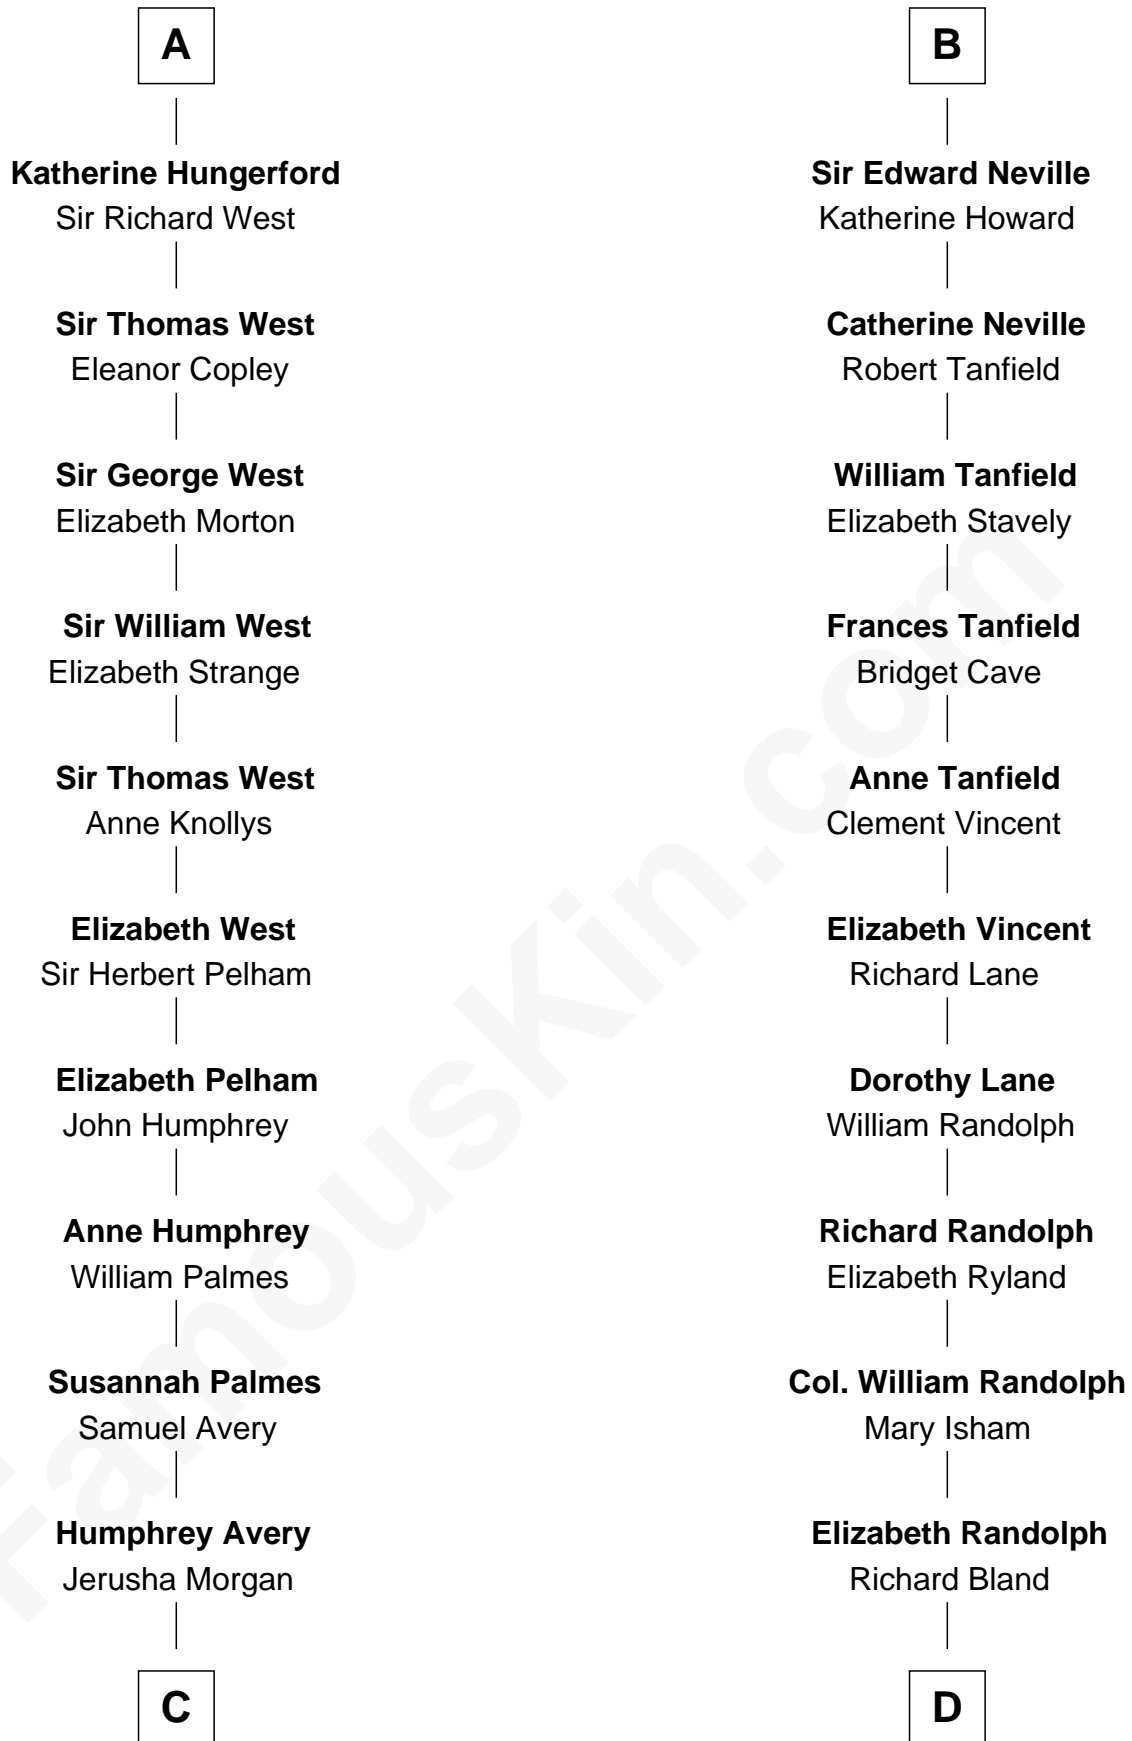 A
Katherine Hungerford
Sir Richard West
Sir Thomas West
Eleanor Copley
Sir George West
Elizabeth Morton
Sir William West
Elizabeth Strange
Sir Thomas West
Anne Knollys
Elizabeth West
Sir Herbert Pelham
Elizabeth Pelham
John Humphrey
Anne Humphrey
William Palmes
Susannah Palmes
Samuel Avery
Humphrey Avery
Jerusha Morgan
C
B
Sir Edward Neville
Katherine Howard
Catherine Neville
Robert Tanfield
William Tanfield
Elizabeth Stavely
Frances Tanfield
Bridget Cave
Anne Tanfield
Clement Vincent
Elizabeth Vincent
Richard Lane
Dorothy Lane
William Randolph
Richard Randolph
Elizabeth Ryland
Col. William Randolph
Mary Isham
Elizabeth Randolph
Richard Bland
D
FamousKin.com